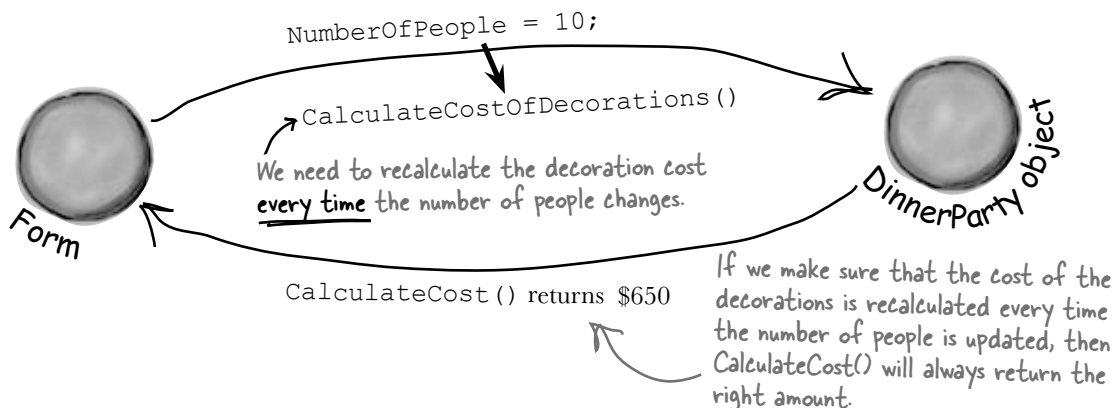 NumberOfPeople = 10;
CalculateCostOfDecorations()
We need to recalculate the decoration cost
every time the number of people changes.
Form
DinnerParty object
CalculateCost() returns $650
If we make sure that the cost of the
decorations is recalculated every time
the number of people is updated, then
CalculateCost() will always return the
right amount.